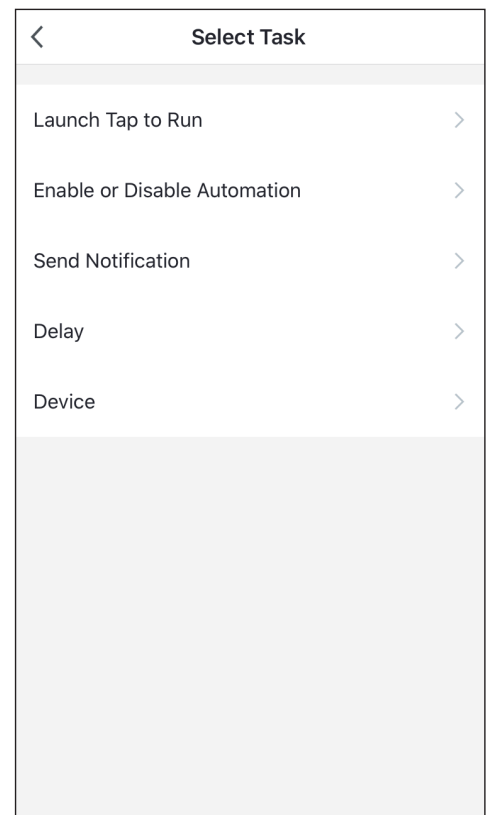 Select Task
Launch Tap to Run
Enable or Disable Automation
Send Notification
Delay
Device